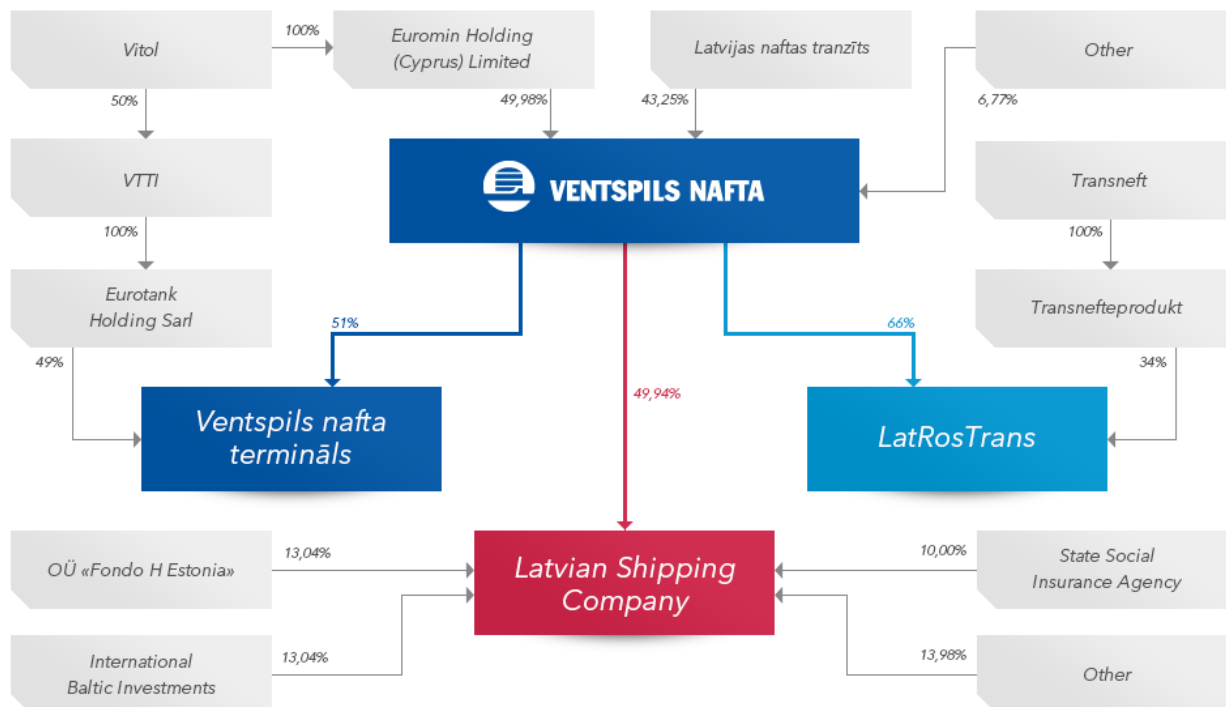 Vitol
100%
Euromin Holding
(Cyprus) Limited
Latvijas naftas tranzīts
Other
50%
49,98%
43,25%
6,77%
VTTI
VENTSPILS NAFTA
Transneft
100%
100%
Eurotank
Holding Sarl
Transnefteprodukt
51%
66%
49%
34%
49,94%
Ventspils nafta
termināls
LatRosTrans
OÜ «Fondo H Estonia»
13,04%
Latvian Shipping
Company
10,00%
State Social
Insurance Agency
International
Baltic Investments
13,04%
13,98%
Other